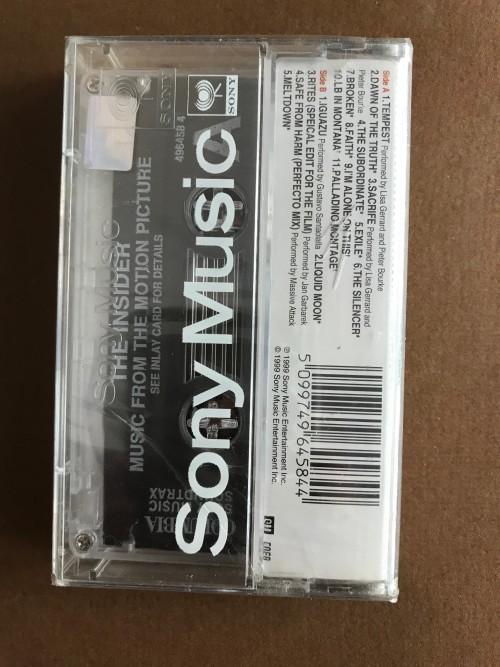 Side A 1.TEMPEST Performed by Lisa Gerrard and Pieter Bourke
2.DAWN OF THE TRUTH* 3.SACRIFE Performed by Lisa Gerrard and
Pieter Bourke 4.THE SUBORDINATE* 5.EXILE* 6.THE SILENCER*
7.BROKEN* 8.FAITH* 9.I'M ALONE ON THIS*
10.LB IN MONTANA* 11.PALLADINO MONTAGE*
Side B 1.IGUAZU Performed by Gustavo Santaolalla 2.LIQUID MOON*
3.RITES (SPEICAL EDIT FOR THE FILM) Performed by Jan Garbarek
4.SAFE FROM HARM (PERFECTO MIX) Performed by Massive Attack
5.MELTDOWN*
5 099749 645844
℗ 1999 Sony Music Entertainment Inc.
© 1999 Sony Music Entertainment Inc.
SONY
Sony Music
SONY
496458 4
THE INSIDER
MUSIC FROM THE MOTION PICTURE
SEE INLAY CARD FOR DETAILS
COLUMBIA
MUSIC
SOUNDTRAX